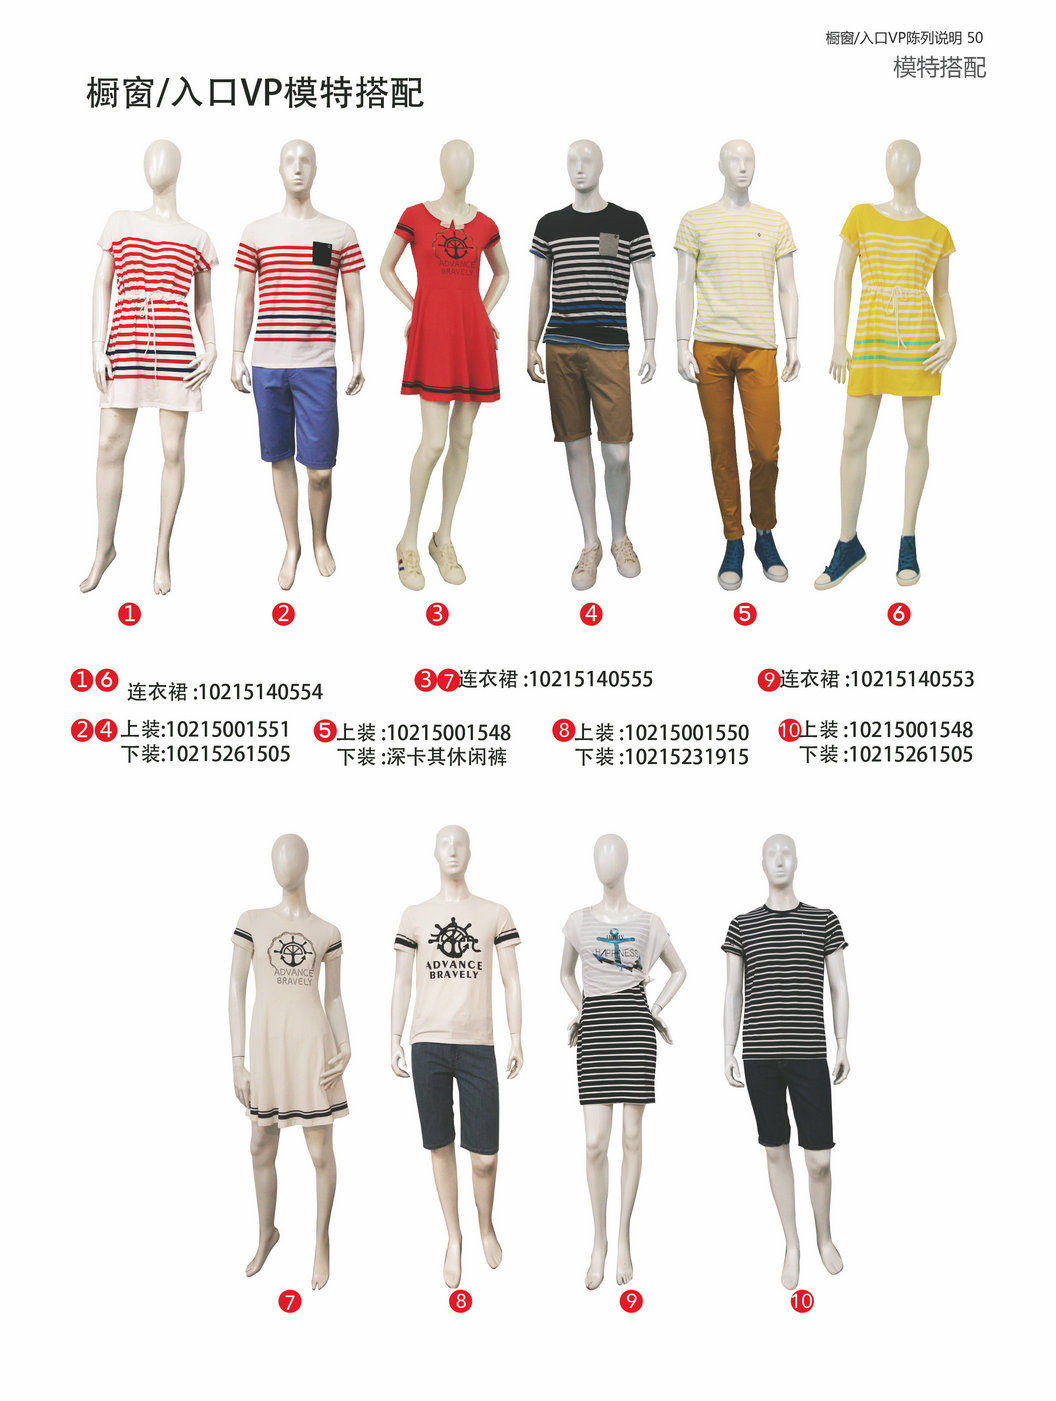 橱窗/入口VP陈列说明 50
模特搭配
橱窗/入口VP模特搭配
ADVANCE
BRAVELY
1
2
3
4
5
6
1 6 连衣裙 :10215140554
3 7 连衣裙 :10215140555
9 连衣裙 :10215140553
2 4 上装:10215001551
下装:10215261505
5 上装 :10215001548
下装 :深卡其休闲裤
8 上装 :10215001550
下装 :10215231915
10 上装 :10215001548
下装 :10215261505
ADVANCE
BRAVELY
ADVANCE
BRAVELY
HAPPINESS
7
8
9
10